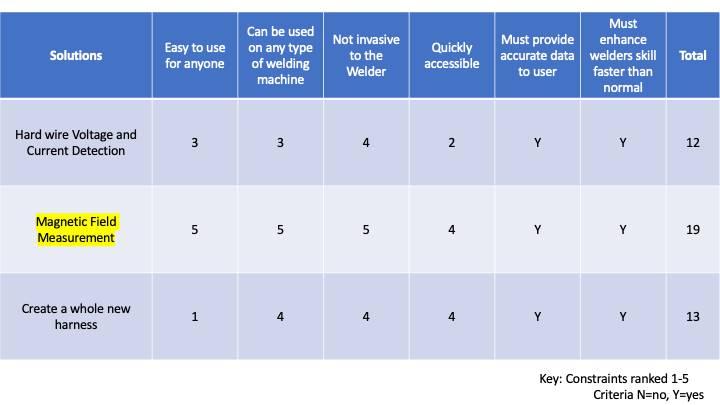 Solutions
Easy to use
for anyone
Can be used
on any type
of welding
machine
Not invasive
to the
Welder
Quickly
accessible
Must provide
accurate data
to user
Must
enhance
welders skill
faster than
normal
Total
Hard wire Voltage and
Current Detection
3
3
4
2
Y
Y
12
Magnetic Field
Measurement
5
5
5
4
Y
Y
19
Create a whole new
harness
1
4
4
4
Y
Y
13
Key: Constraints ranked 1-5
Criteria N=no, Y=yes